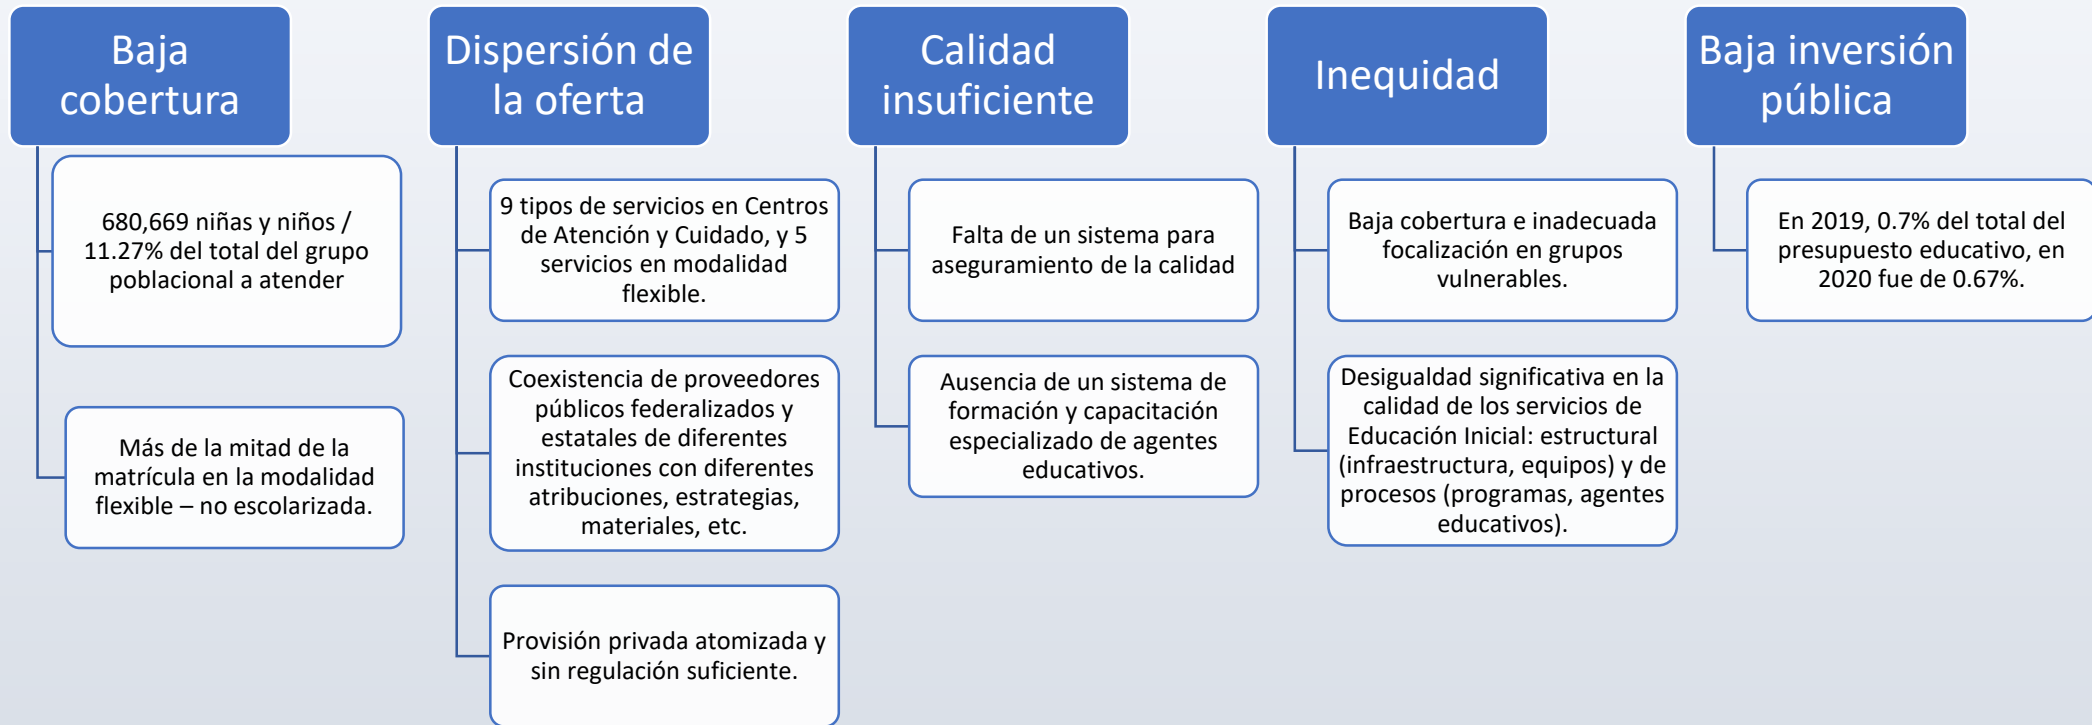 Baja
cobertura
680,669 niñas y niños /
11.27% del total del grupo
poblacional a atender
Más de la mitad de la
matrícula en la modalidad
flexible – no escolarizada.
Dispersión de
la oferta
9 tipos de servicios en Centros
de Atención y Cuidado, y 5
servicios en modalidad
flexible.
Coexistencia de proveedores
públicos federalizados y
estatales de diferentes
instituciones con diferentes
atribuciones, estrategias,
materiales, etc.
Provisión privada atomizada y
sin regulación suficiente.
Calidad
insuficiente
Falta de un sistema para
aseguramiento de la calidad
Ausencia de un sistema de
formación y capacitación
especializado de agentes
educativos.
Inequidad
Baja cobertura e inadecuada
focalización en grupos
vulnerables.
Desigualdad significativa en la
calidad de los servicios de
Educación Inicial: estructural
(infraestructura, equipos) y de
procesos (programas, agentes
educativos).
Baja inversión
pública
En 2019, 0.7% del total del
presupuesto educativo, en
2020 fue de 0.67%.